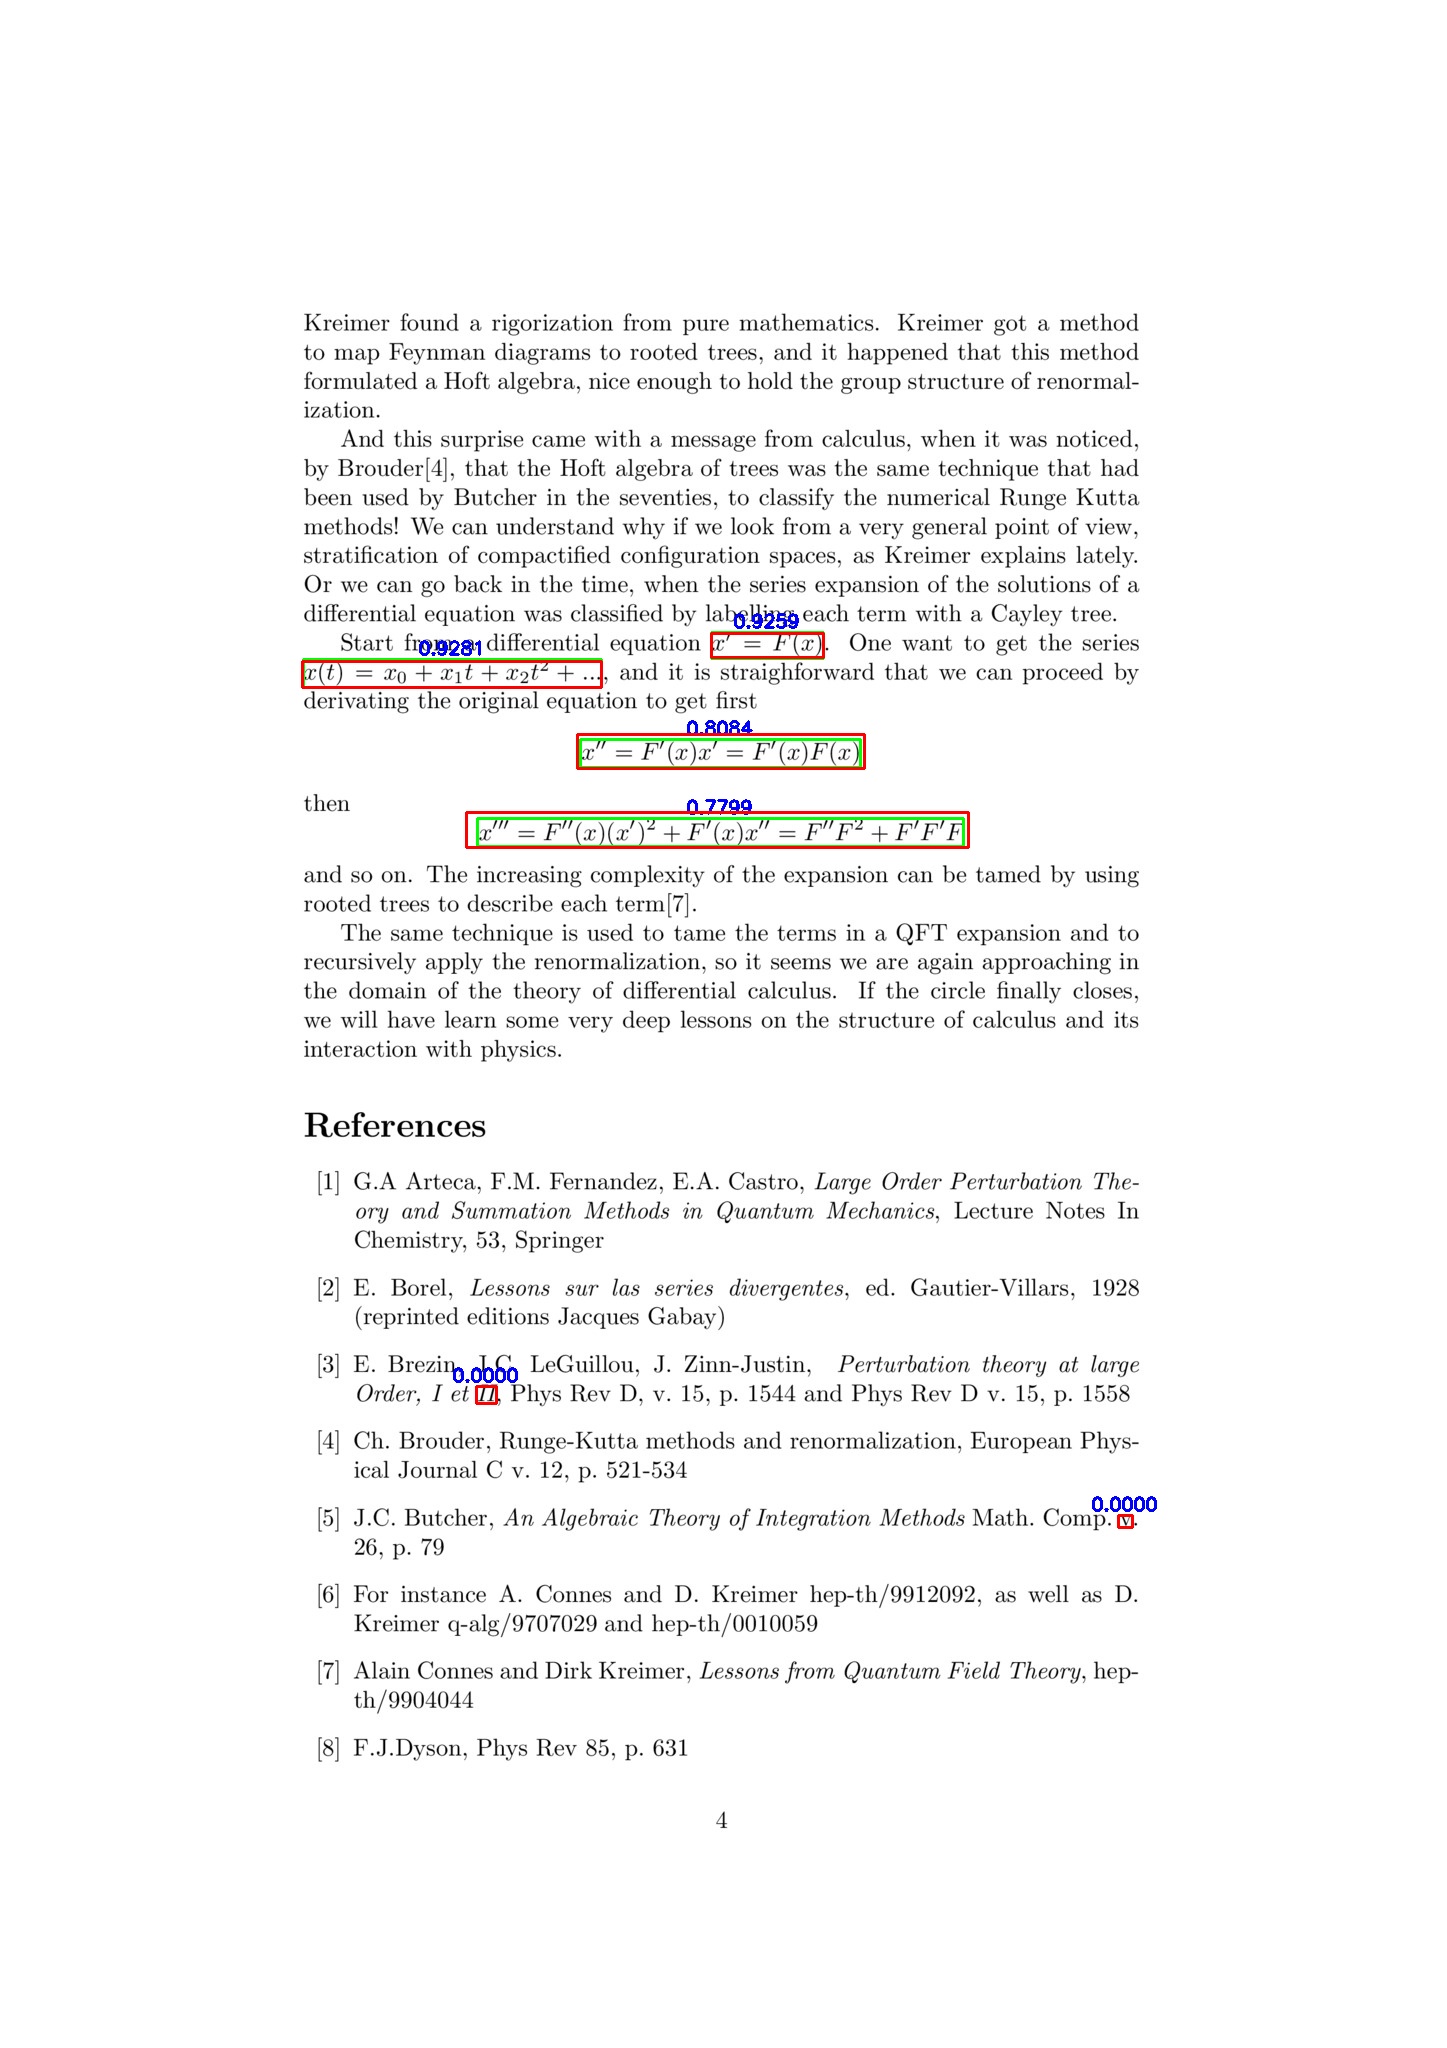 Kreimer found a rigorization from pure mathematics. Kreimer got a method
to map Feynman diagrams to rooted trees, and it happened that this method
formulated a Hoft algebra, nice enough to hold the group structure of renormal-
ization.
And this surprise came with a message from calculus, when it was noticed,
by Brouder[4], that the Hoft algebra of trees was the same technique that had
been used by Butcher in the seventies, to classify the numerical Runge Kutta
methods! We can understand why if we look from a very general point of view,
stratification of compactified configuration spaces, as Kreimer explains lately.
Or we can go back in the time, when the series expansion of the solutions of a
differential equation was classified by labelling each term with a Cayley tree.
0.9259
Start from a differential equation x′ = F(x). One want to get the series
0.9281
x(t) = x₀ + x₁t + x₂t² + ..., and it is straighforward that we can proceed by
derivating the original equation to get first
0.8084
x″ = F′(x)x′ = F′(x)F(x)
then
0.7799
x‴ = F″(x)(x′)² + F′(x)x″ = F″F² + F′F′F
and so on. The increasing complexity of the expansion can be tamed by using
rooted trees to describe each term[7].
The same technique is used to tame the terms in a QFT expansion and to
recursively apply the renormalization, so it seems we are again approaching in
the domain of the theory of differential calculus. If the circle finally closes,
we will have learn some very deep lessons on the structure of calculus and its
interaction with physics.
References
[1] G.A Arteca, F.M. Fernandez, E.A. Castro, Large Order Perturbation The-
ory and Summation Methods in Quantum Mechanics, Lecture Notes In
Chemistry, 53, Springer
[2] E. Borel, Lessons sur las series divergentes, ed. Gautier-Villars, 1928
(reprinted editions Jacques Gabay)
[3] E. Brezin, J.C. LeGuillou, J. Zinn-Justin, Perturbation theory at large
0.0000
Order, I et II, Phys Rev D, v. 15, p. 1544 and Phys Rev D v. 15, p. 1558
[4] Ch. Brouder, Runge-Kutta methods and renormalization, European Phys-
ical Journal C v. 12, p. 521-534
0.0000
[5] J.C. Butcher, An Algebraic Theory of Integration Methods Math. Comp. v.
26, p. 79
[6] For instance A. Connes and D. Kreimer hep-th/9912092, as well as D.
Kreimer q-alg/9707029 and hep-th/0010059
[7] Alain Connes and Dirk Kreimer, Lessons from Quantum Field Theory, hep-
th/9904044
[8] F.J.Dyson, Phys Rev 85, p. 631
4